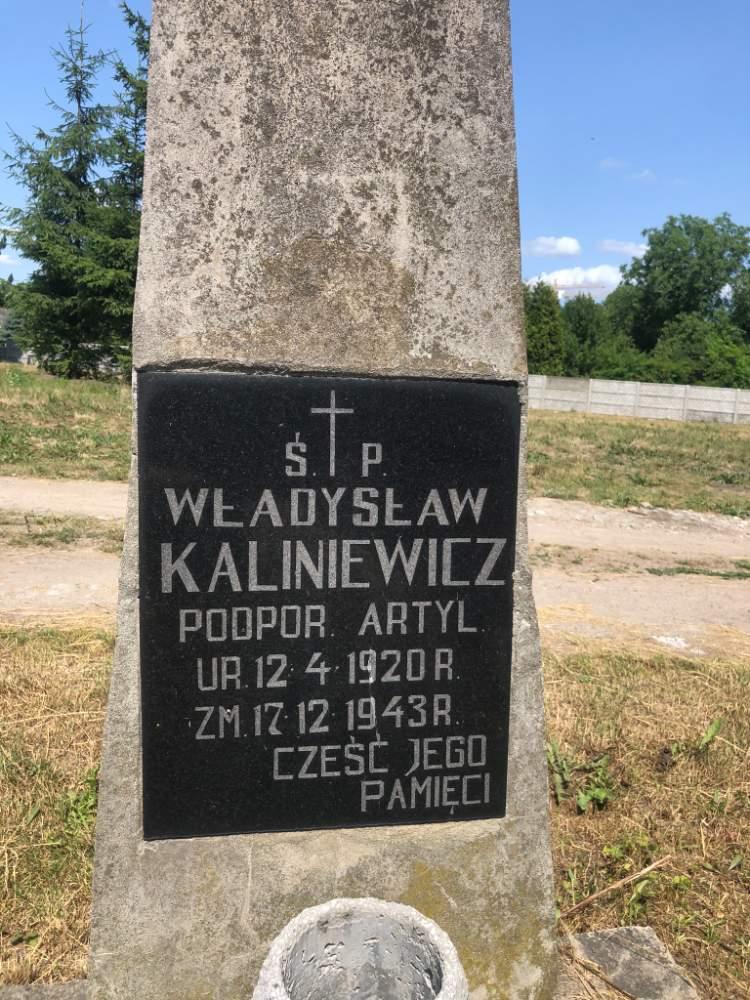 Ś. P.
WŁADYSŁAW
KALINIEWICZ
PODPOR. ARTYL.
UR. 12 4 1920 R.
ZM. 17 12 1943 R.
CZEŚĆ JEGO
PAMIĘCI